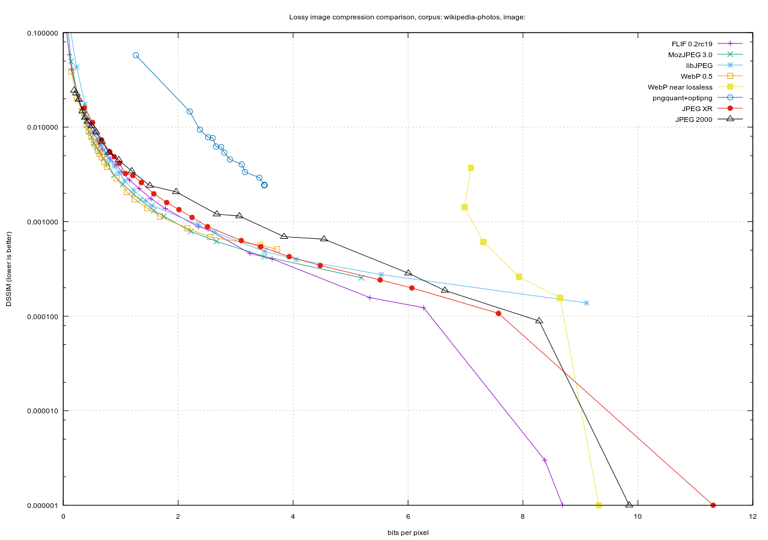 Lossy image compression comparison, corpus: wikipedia-photos, image:
FLIF 0.2rc19
MozJPEG 3.0
libJPEG
WebP 0.5
WebP near lossless
pngquant+optipng
JPEG XR
JPEG 2000
DSSIM (lower is better)
0.100000
0.010000
0.001000
0.000100
0.000010
0.000001
0 2 4 6 8 10 12
bits per pixel